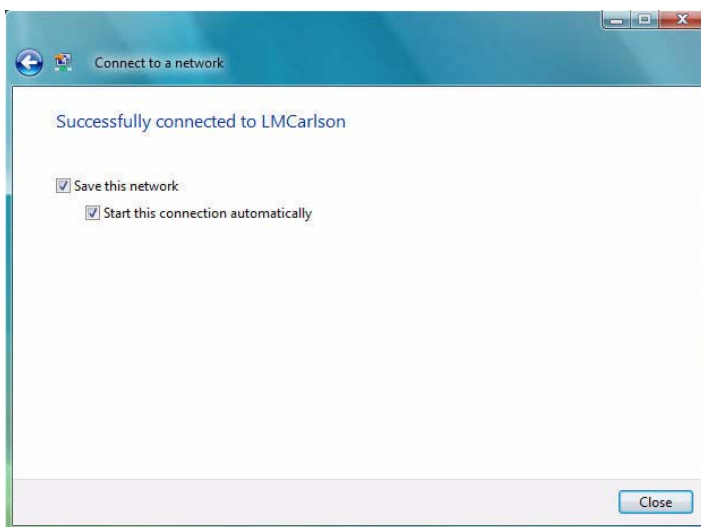 Connect to a network
Successfully connected to LMCarlson
Save this network
Start this connection automatically
Close